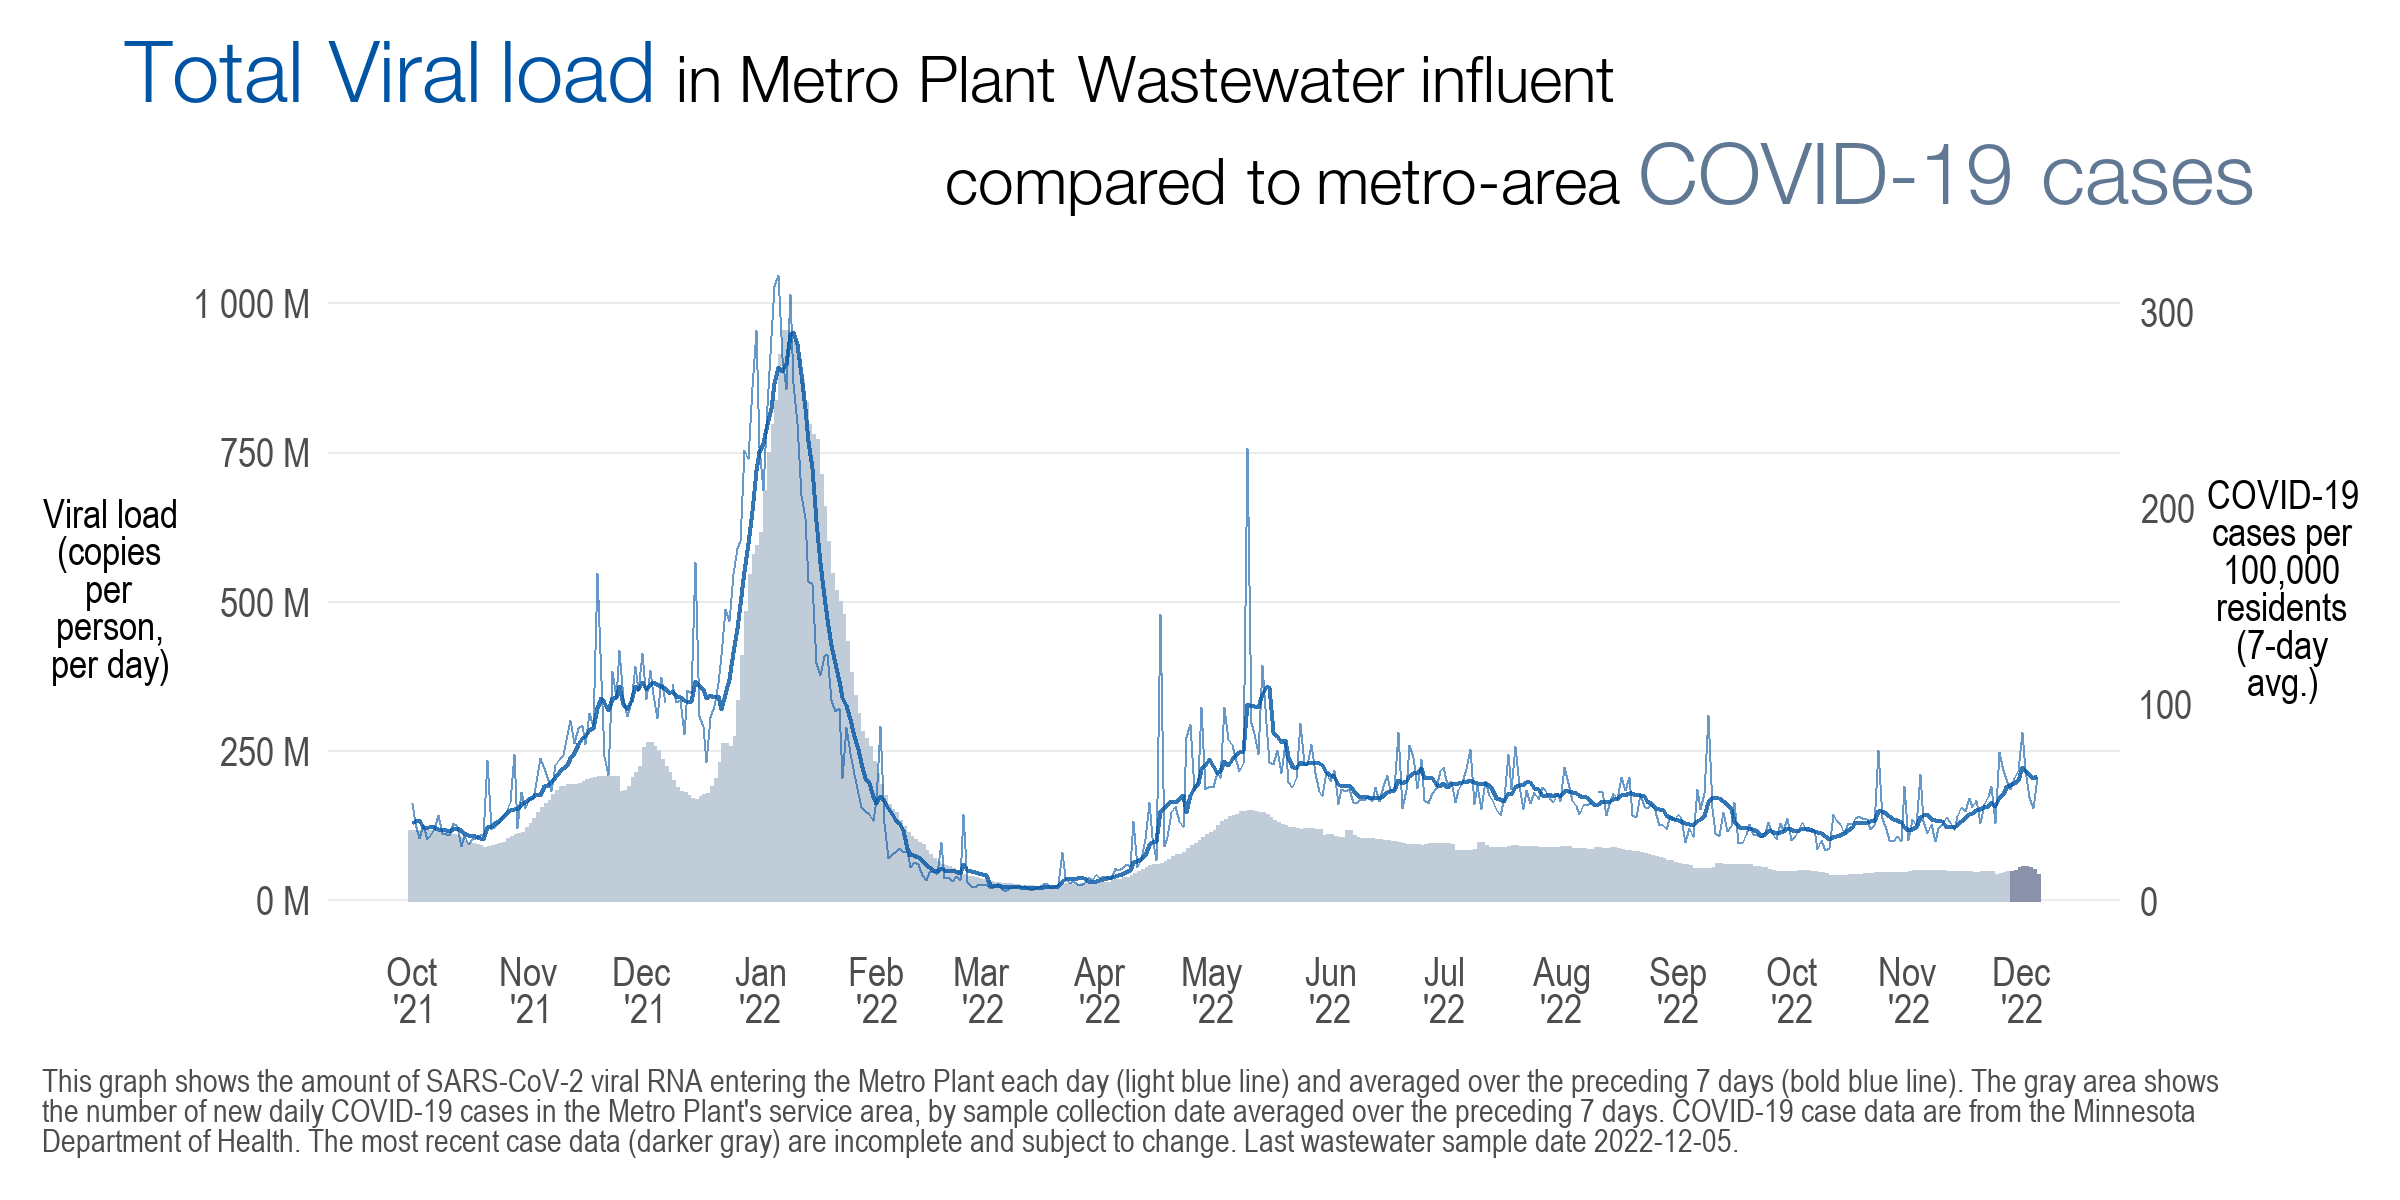 Total Viral load in Metro Plant Wastewater influent
compared to metro-area COVID-19 cases
1 000 M
750 M
500 M
250 M
0 M
Viral load
(copies
per
person,
per day)
300
200
100
0
COVID-19
cases per
100,000
residents
(7-day
avg.)
Oct Nov Dec Jan Feb Mar Apr May Jun Jul Aug Sep Oct Nov Dec
'21 '21 '21 '22 '22 '22 '22 '22 '22 '22 '22 '22 '22 '22 '22
This graph shows the amount of SARS-CoV-2 viral RNA entering the Metro Plant each day (light blue line) and averaged over the preceding 7 days (bold blue line). The gray area shows
the number of new daily COVID-19 cases in the Metro Plant's service area, by sample collection date averaged over the preceding 7 days. COVID-19 case data are from the Minnesota
Department of Health. The most recent case data (darker gray) are incomplete and subject to change. Last wastewater sample date 2022-12-05.